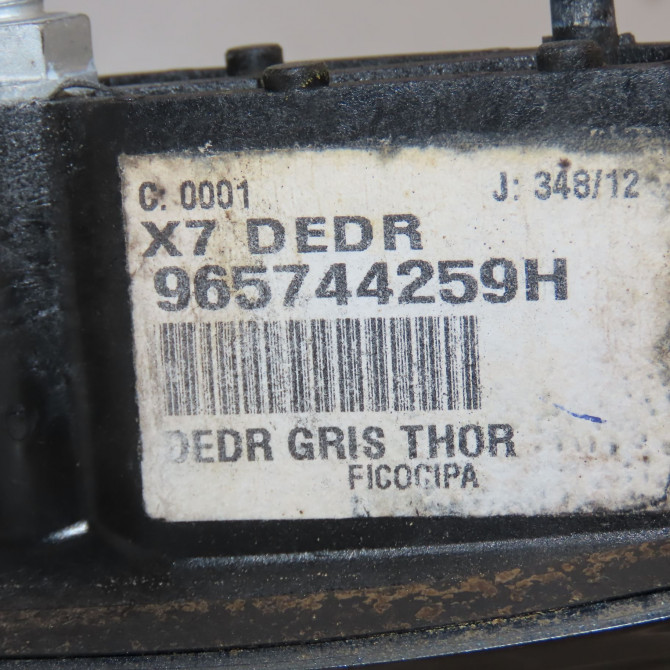 C: 0001 J: 348/12
X7 DEDR
965744259H
DEDR GRIS THOR
FICOCIPA